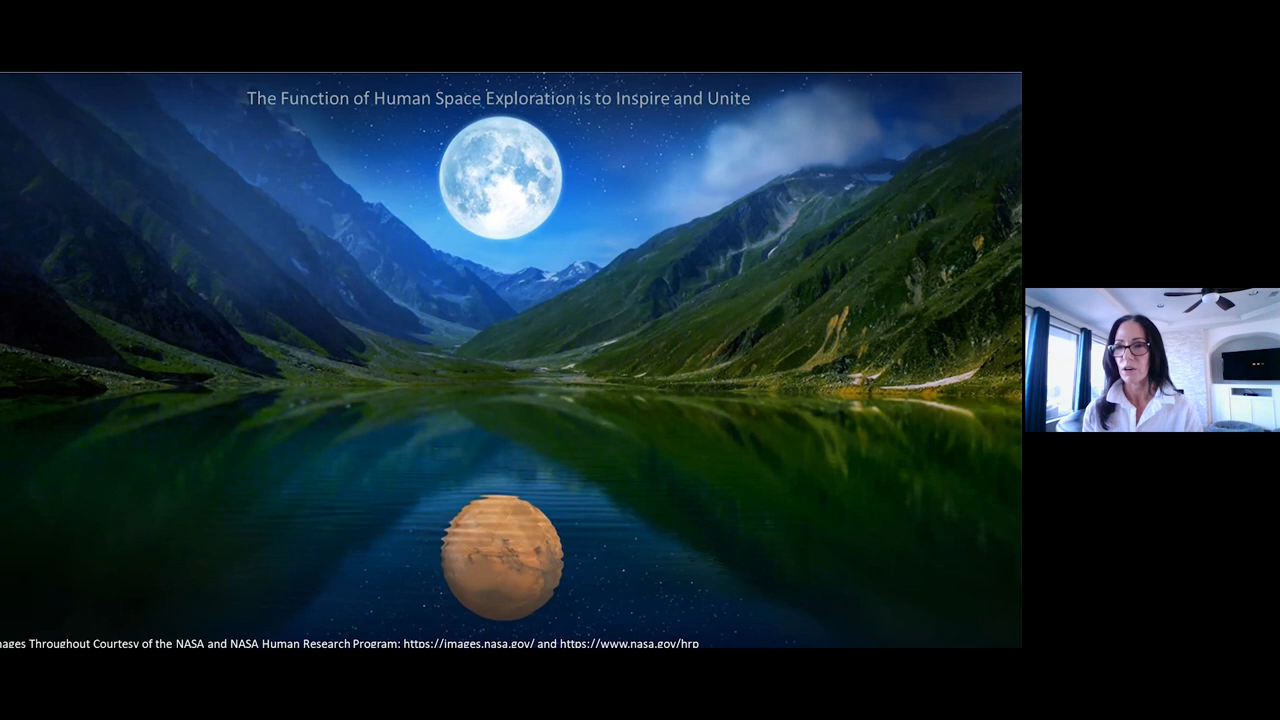 The Function of Human Space Exploration is to Inspire and Unite
ages Throughout Courtesy of the NASA and NASA Human Research Program: https://images.nasa.gov/ and https://www.nasa.gov/hrp